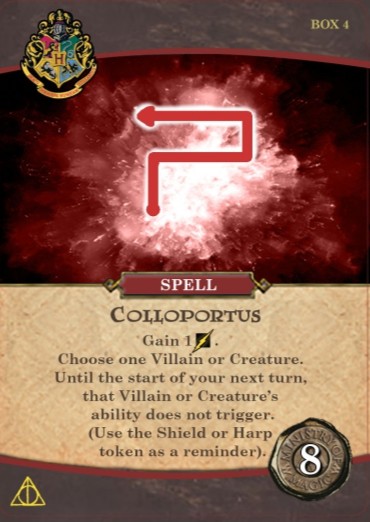 BOX 4
SPELL
COLLOPORTUS
Gain 1 .
Choose one Villain or Creature.
Until the start of your next turn,
that Villain or Creature's
ability does not trigger.
(Use the Shield or Harp
token as a reminder).
8